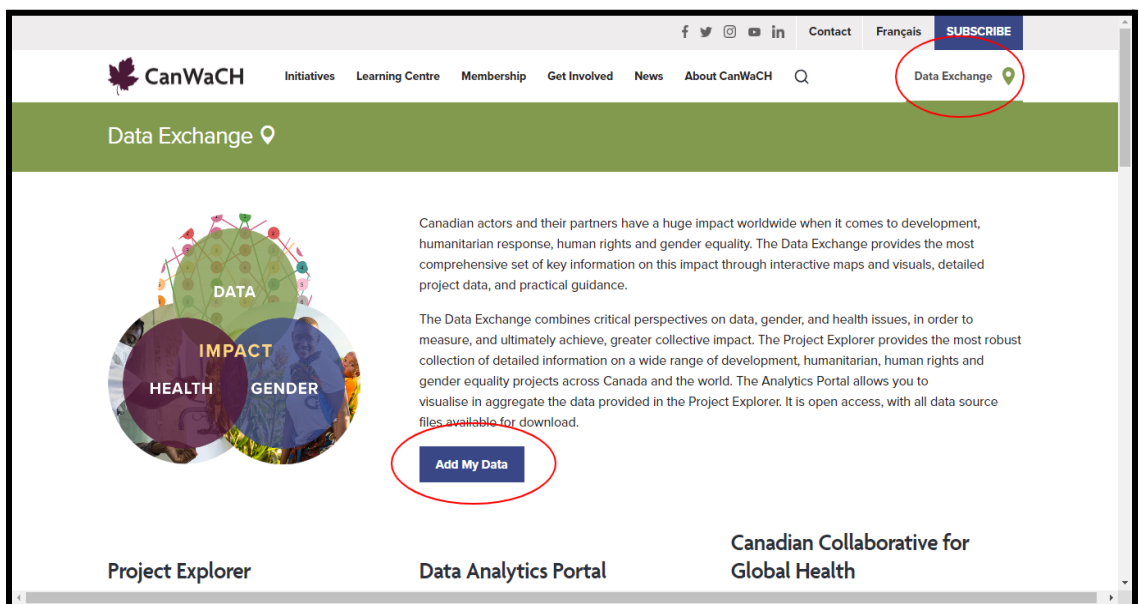 Contact Français SUBSCRIBE
CanWaCH Initiatives Learning Centre Membership Get Involved News About CanWaCH Data Exchange
Data Exchange
DATA
IMPACT
HEALTH GENDER
Canadian actors and their partners have a huge impact worldwide when it comes to development,
humanitarian response, human rights and gender equality. The Data Exchange provides the most
comprehensive set of key information on this impact through interactive maps and visuals, detailed
project data, and practical guidance.
The Data Exchange combines critical perspectives on data, gender, and health issues, in order to
measure, and ultimately achieve, greater collective impact. The Project Explorer provides the most robust
collection of detailed information on a wide range of development, humanitarian, human rights and
gender equality projects across Canada and the world. The Analytics Portal allows you to
visualise in aggregate the data provided in the Project Explorer. It is open access, with all data source
files available for download.
Add My Data
Project Explorer
Data Analytics Portal
Canadian Collaborative for
Global Health